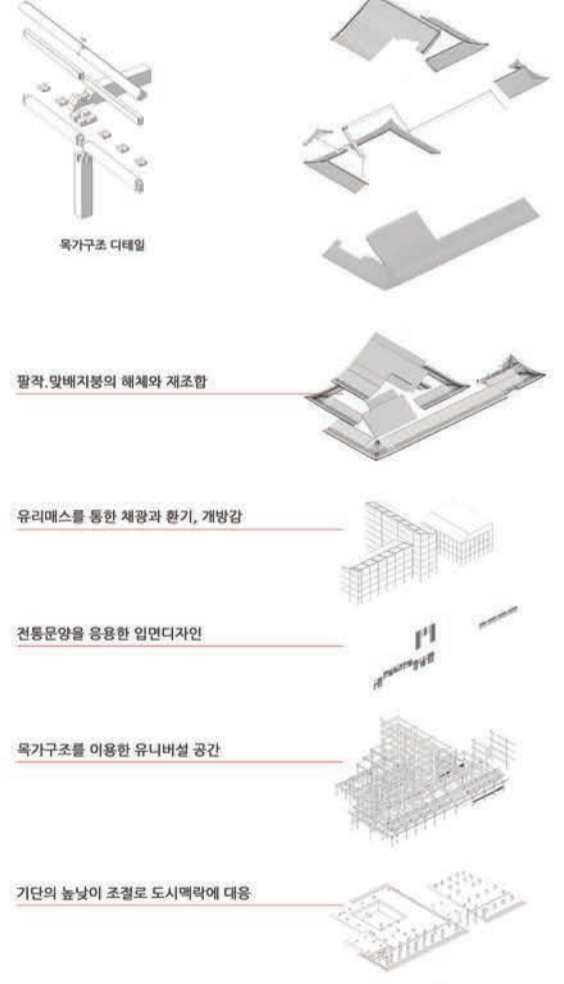 목가구조 디테일
팔작.맞배지붕의 해체와 재조합
유리매스를 통한 채광과 환기, 개방감
전통문양을 응용한 입면디자인
목가구조를 이용한 유니버설 공간
기단의 높낮이 조절로 도시맥락에 대응